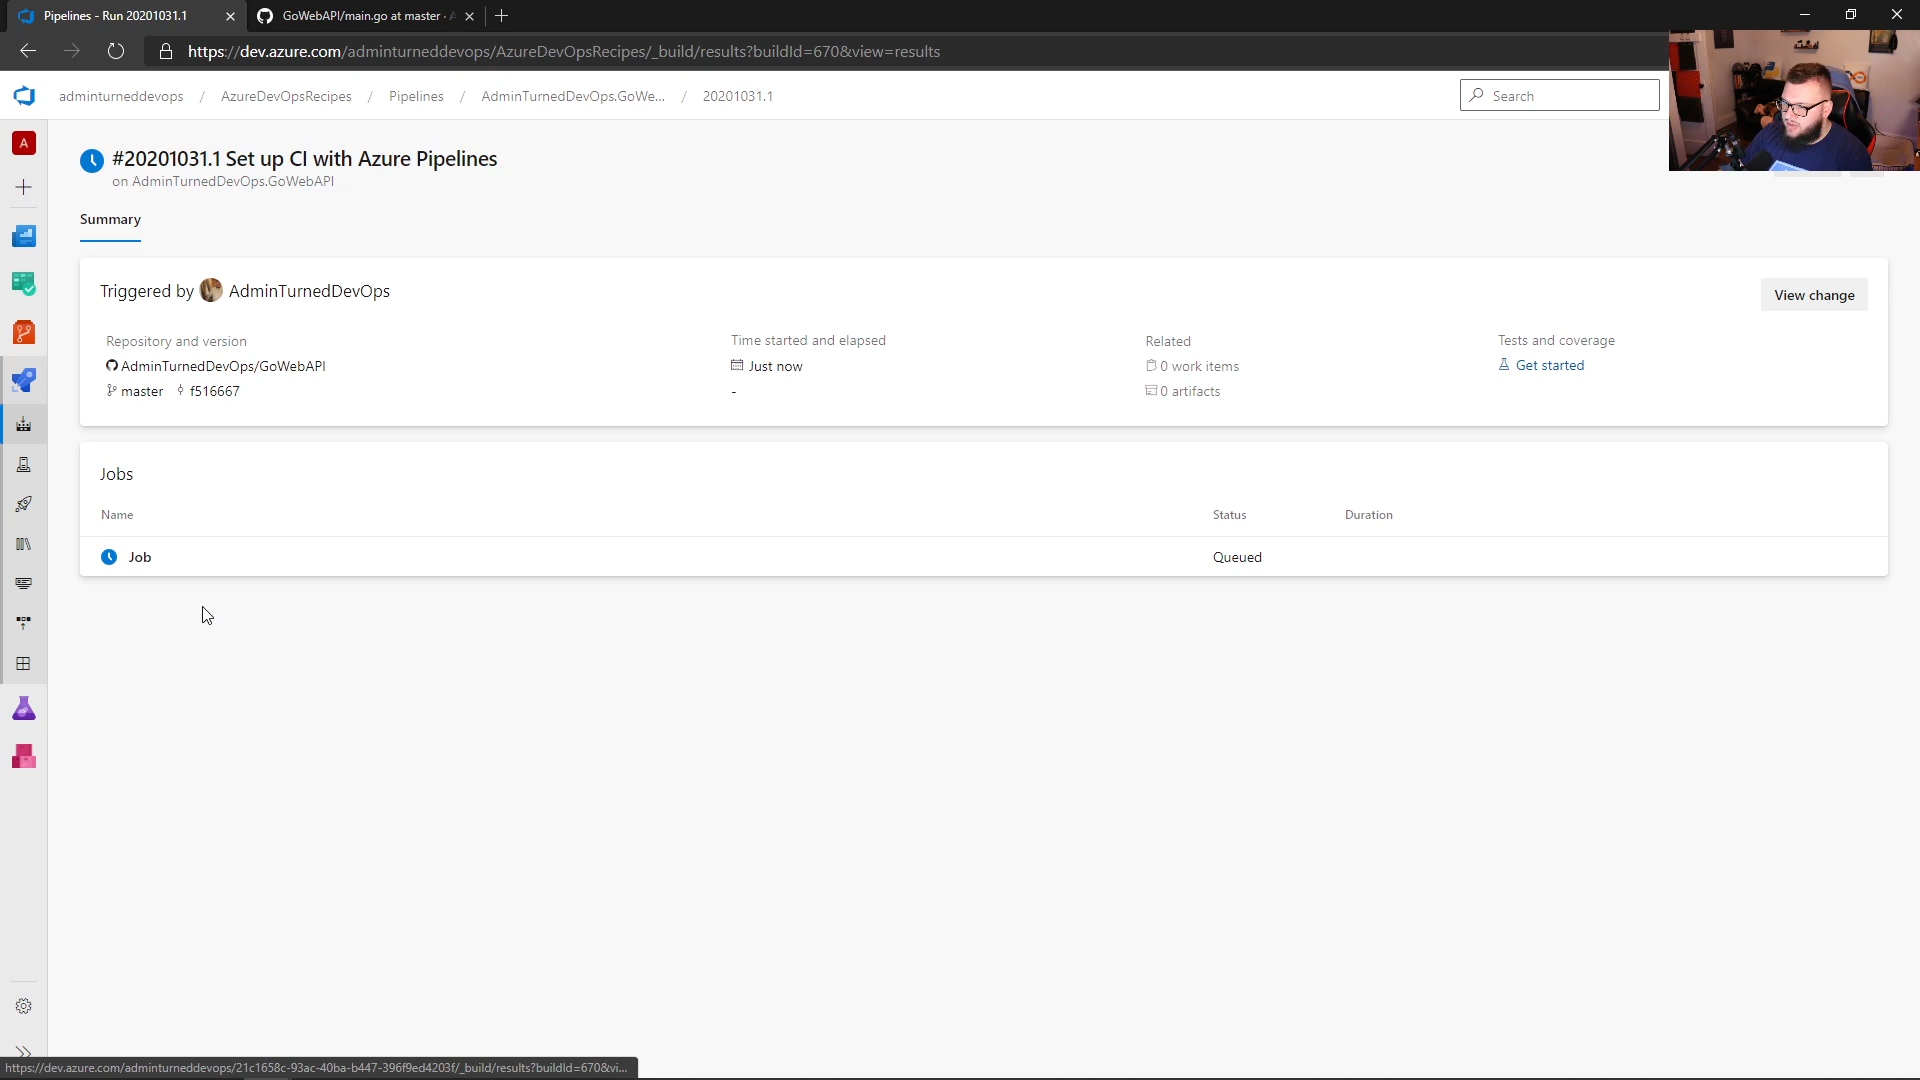 Pipelines - Run 20201031.1
GoWebAPI/main.go at master · A
https://dev.azure.com/adminturneddevops/AzureDevOpsRecipes/_build/results?buildId=670&view=results
adminturneddevops / AzureDevOpsRecipes / Pipelines / AdminTurnedDevOps.GoWe... / 20201031.1
Search
A
#20201031.1 Set up CI with Azure Pipelines
on AdminTurnedDevOps.GoWebAPI
Summary
Triggered by AdminTurnedDevOps
View change
Repository and version
AdminTurnedDevOps/GoWebAPI
master f516667
Time started and elapsed
Just now
-
Related
0 work items
0 artifacts
Tests and coverage
Get started
Jobs
Name Status Duration
Job Queued
https://dev.azure.com/adminturneddevops/21c1658c-93ac-40ba-b447-396f9ed4203f/_build/results?buildId=670&vi...